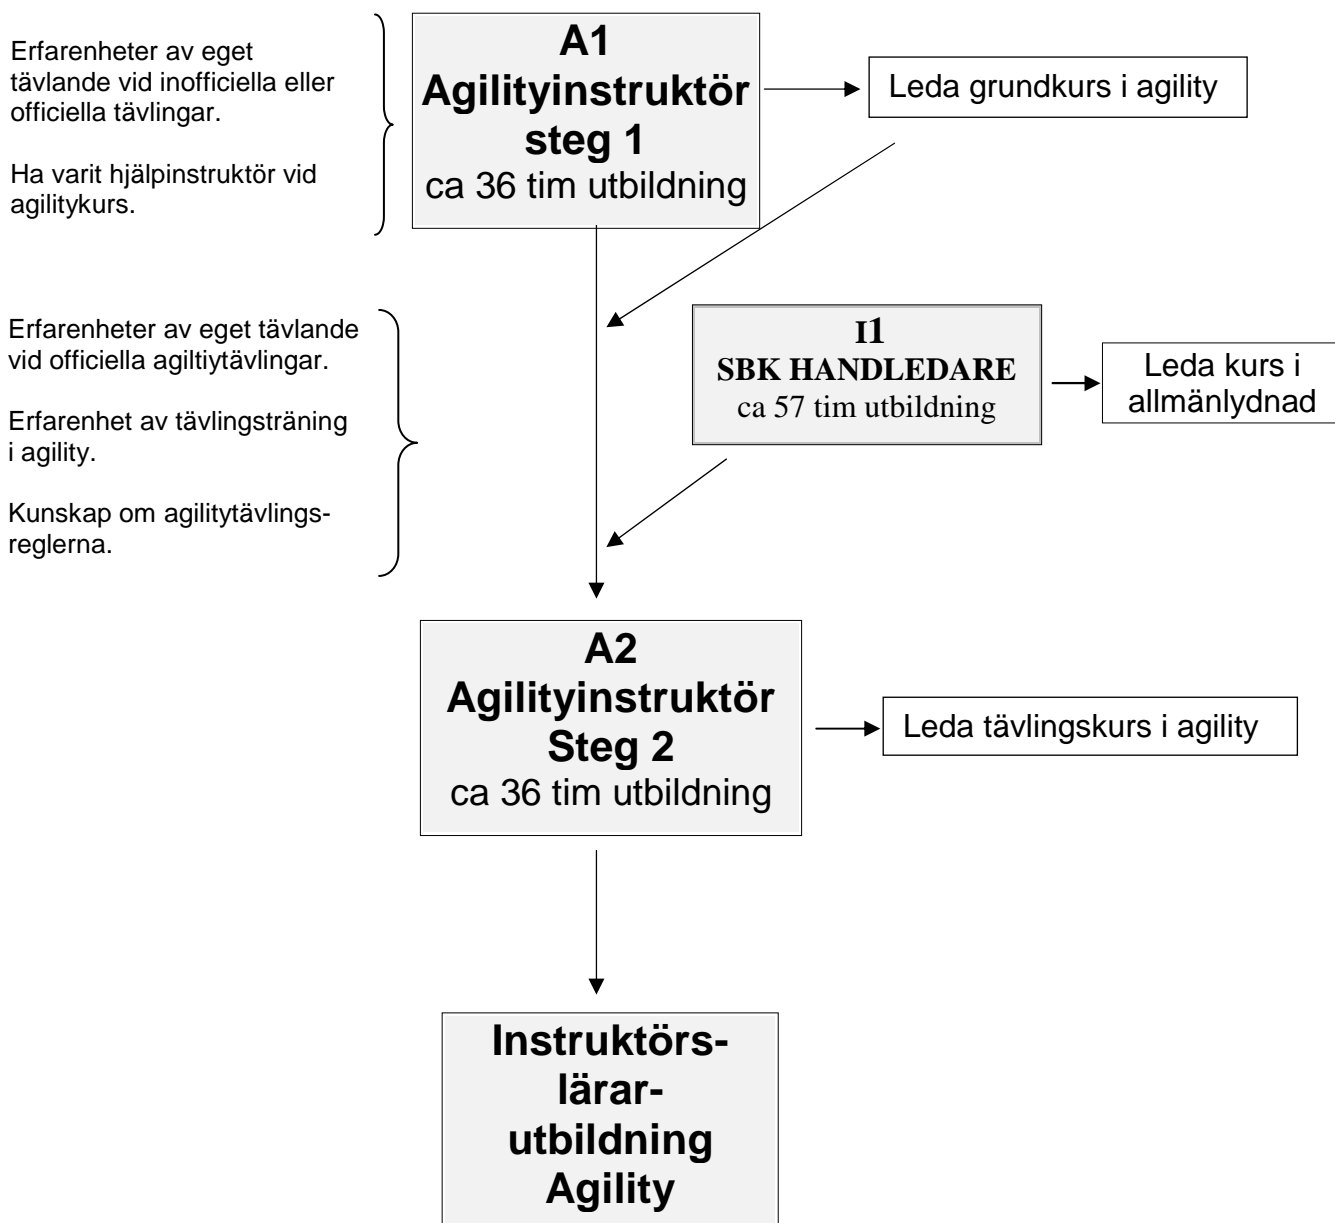 Erfarenheter av eget
tävlande vid inofficiella eller
officiella tävlingar.
Ha varit hjälpinstruktör vid
agilitykurs.
A1
Agilityinstruktör
steg 1
ca 36 tim utbildning
Leda grundkurs i agility
Erfarenheter av eget tävlande
vid officiella agiltiytävlingar.
Erfarenhet av tävlingsträning
i agility.
Kunskap om agilitytävlings-
reglerna.
I1
SBK HANDLEDARE
ca 57 tim utbildning
Leda kurs i
allmänlydnad
A2
Agilityinstruktör
Steg 2
ca 36 tim utbildning
Leda tävlingskurs i agility
Instruktörs-
lärar-
utbildning
Agility